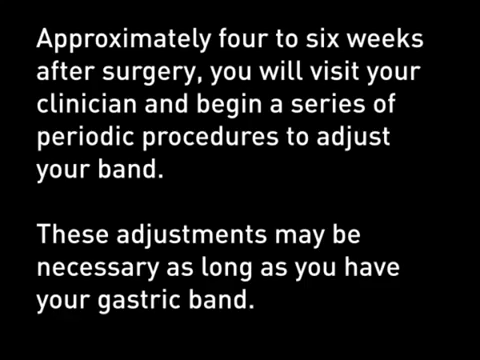 Approximately four to six weeks
after surgery, you will visit your
clinician and begin a series of
periodic procedures to adjust
your band.
These adjustments may be
necessary as long as you have
your gastric band.